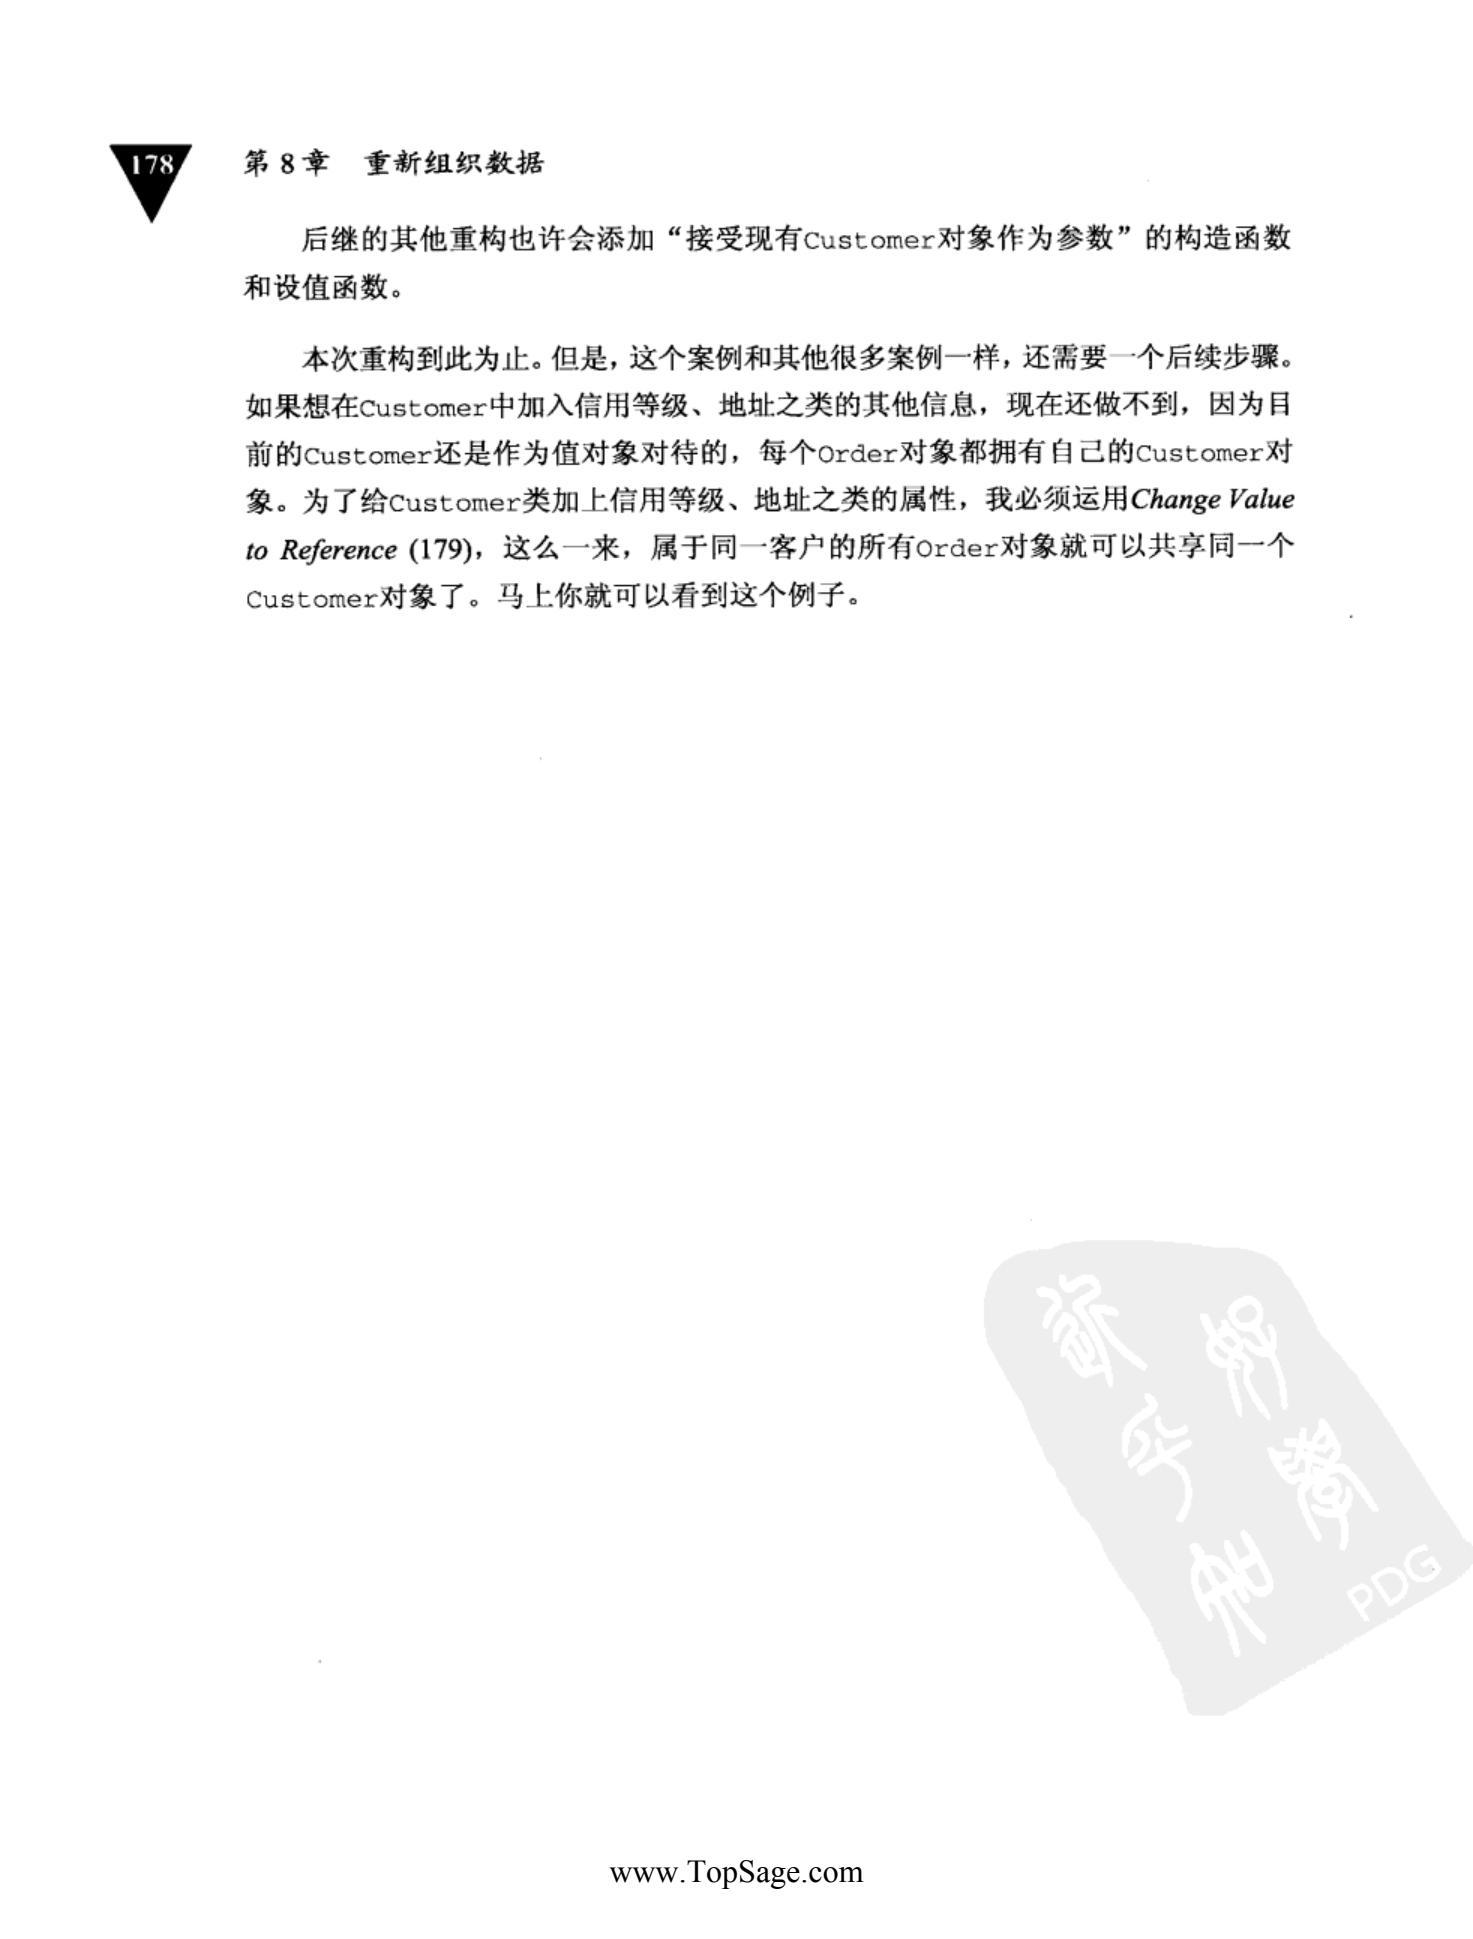 178
第 8 章　重新组织数据
后继的其他重构也许会添加“接受现有Customer对象作为参数”的构造函数
和设值函数。
本次重构到此为止。但是，这个案例和其他很多案例一样，还需要一个后续步骤。
如果想在Customer中加入信用等级、地址之类的其他信息，现在还做不到，因为目
前的Customer还是作为值对象对待的，每个Order对象都拥有自己的Customer对
象。为了给Customer类加上信用等级、地址之类的属性，我必须运用Change Value
to Reference (179)，这么一来，属于同一客户的所有Order对象就可以共享同一个
Customer对象了。马上你就可以看到这个例子。
PDG
www.TopSage.com